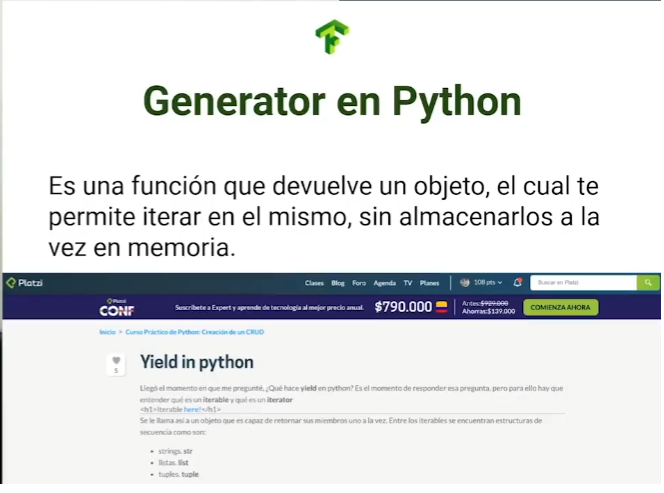 Generator en Python
Es una función que devuelve un objeto, el cual te
permite iterar en el mismo, sin almacenarlos a la
vez en memoria.
Platzi
Clases Blog Foro Agenda TV Planes 108 pts Buscar en Platzi
Platzi
CONF
Suscríbete a Expert y aprende de tecnología al mejor precio anual. $790.000 Antes:$929.000
Ahorras:$139.000
COMIENZA AHORA
Inicio > Curso Práctico de Python: Creación de un CRUD
5
Yield in python
Llegó el momento en que me pregunté, ¿Qué hace yield en python? Es el momento de responder esa pregunta, pero para ello hay que
entender qué es un iterable y qué es un iterator
<h1>Iterable here!</h1>
Se le llama así a un objeto que es capaz de retornar sus miembros uno a la vez. Entre los iterables se encuentran estructuras de
secuencia como son:
strings. str
listas. list
tuples. tuple